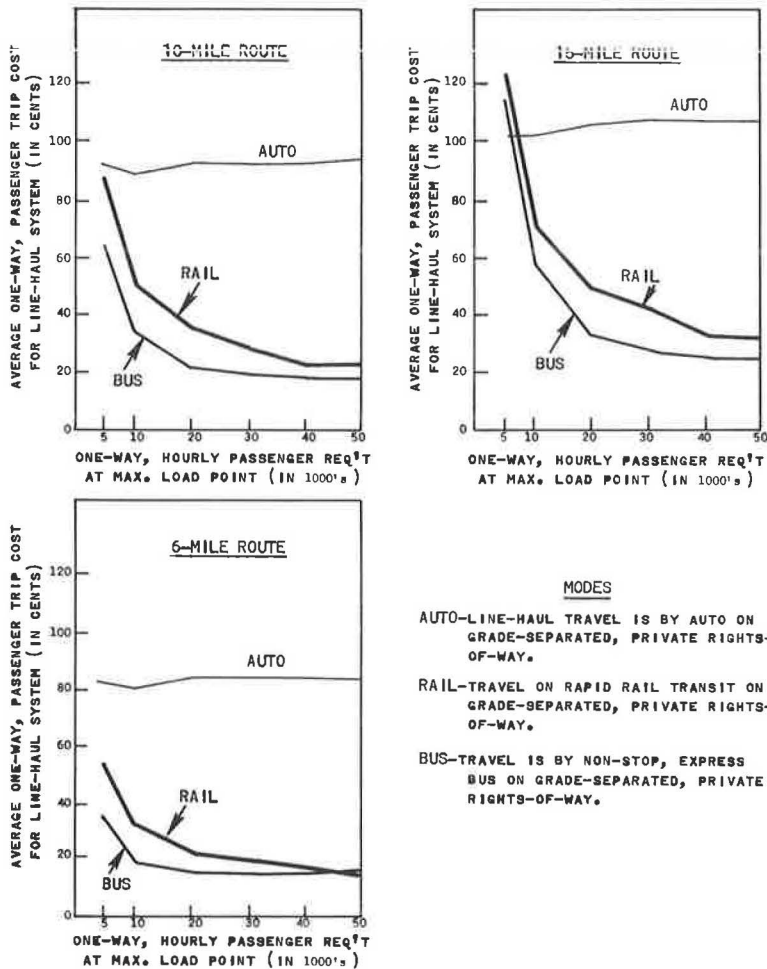 10-MILE ROUTE
AVERAGE ONE-WAY, PASSENGER TRIP COST
FOR LINE-HAUL SYSTEM (IN CENTS)
120
100
80
60
40
20
0
AUTO
RAIL
BUS
5 10 20 30 40 50
ONE-WAY, HOURLY PASSENGER REQ'T
AT MAX. LOAD POINT (IN 1000's)
15-MILE ROUTE
AVERAGE ONE-WAY, PASSENGER TRIP COST
FOR LINE-HAUL SYSTEM (IN CENTS)
120
100
80
60
40
20
0
AUTO
RAIL
BUS
5 10 20 30 40 50
ONE-WAY, HOURLY PASSENGER REQ'T
AT MAX. LOAD POINT (IN 1000's)
6-MILE ROUTE
AVERAGE ONE-WAY, PASSENGER TRIP COST
FOR LINE-HAUL SYSTEM (IN CENTS)
120
100
80
60
40
20
0
AUTO
RAIL
BUS
5 10 20 30 40 50
ONE-WAY, HOURLY PASSENGER REQ'T
AT MAX. LOAD POINT (IN 1000's)
MODES
AUTO-LINE-HAUL TRAVEL IS BY AUTO ON
GRADE-SEPARATED, PRIVATE RIGHTS-
OF-WAY.
RAIL-TRAVEL ON RAPID RAIL TRANSIT ON
GRADE-SEPARATED, PRIVATE RIGHTS-
OF-WAY.
BUS-TRAVEL IS BY NON-STOP, EXPRESS
BUS ON GRADE-SEPARATED, PRIVATE
RIGHTS-OF-WAY.